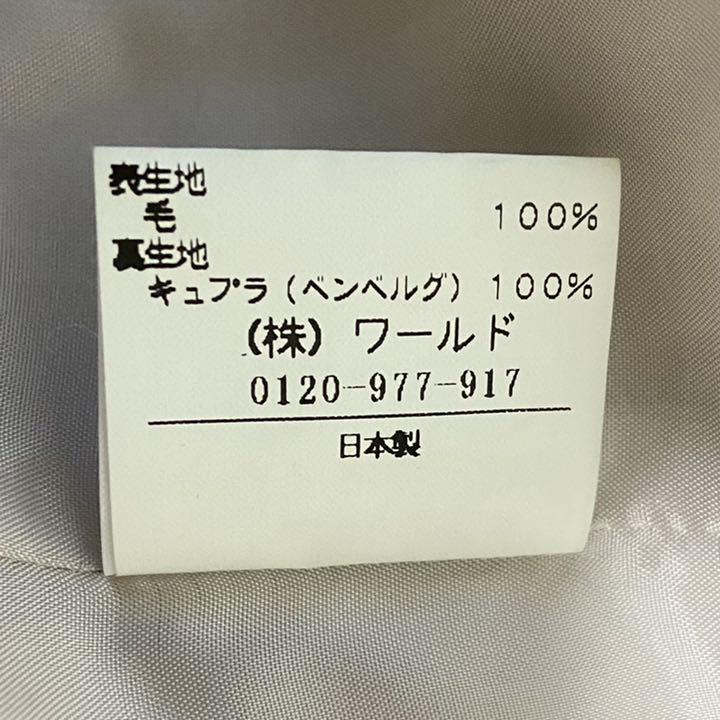 表生地
毛 100%
裏生地
キュプラ(ベンベルグ) 100%
(株) ワールド
0120-977-917
日本製